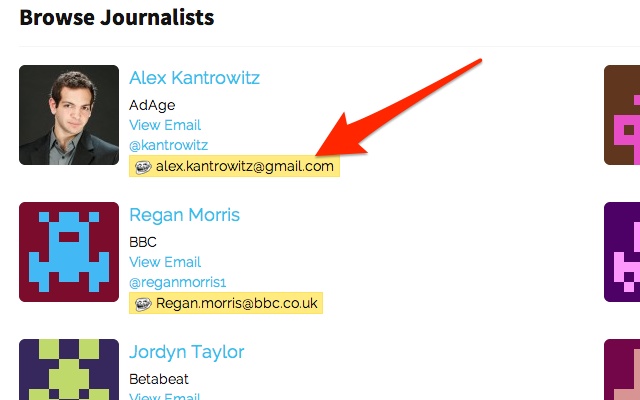 Browse Journalists
Alex Kantrowitz
AdAge
View Email
@kantrowitz
alex.kantrowitz@gmail.com
Regan Morris
BBC
View Email
@reganmorris1
Regan.morris@bbc.co.uk
Jordyn Taylor
Betabeat
View Email